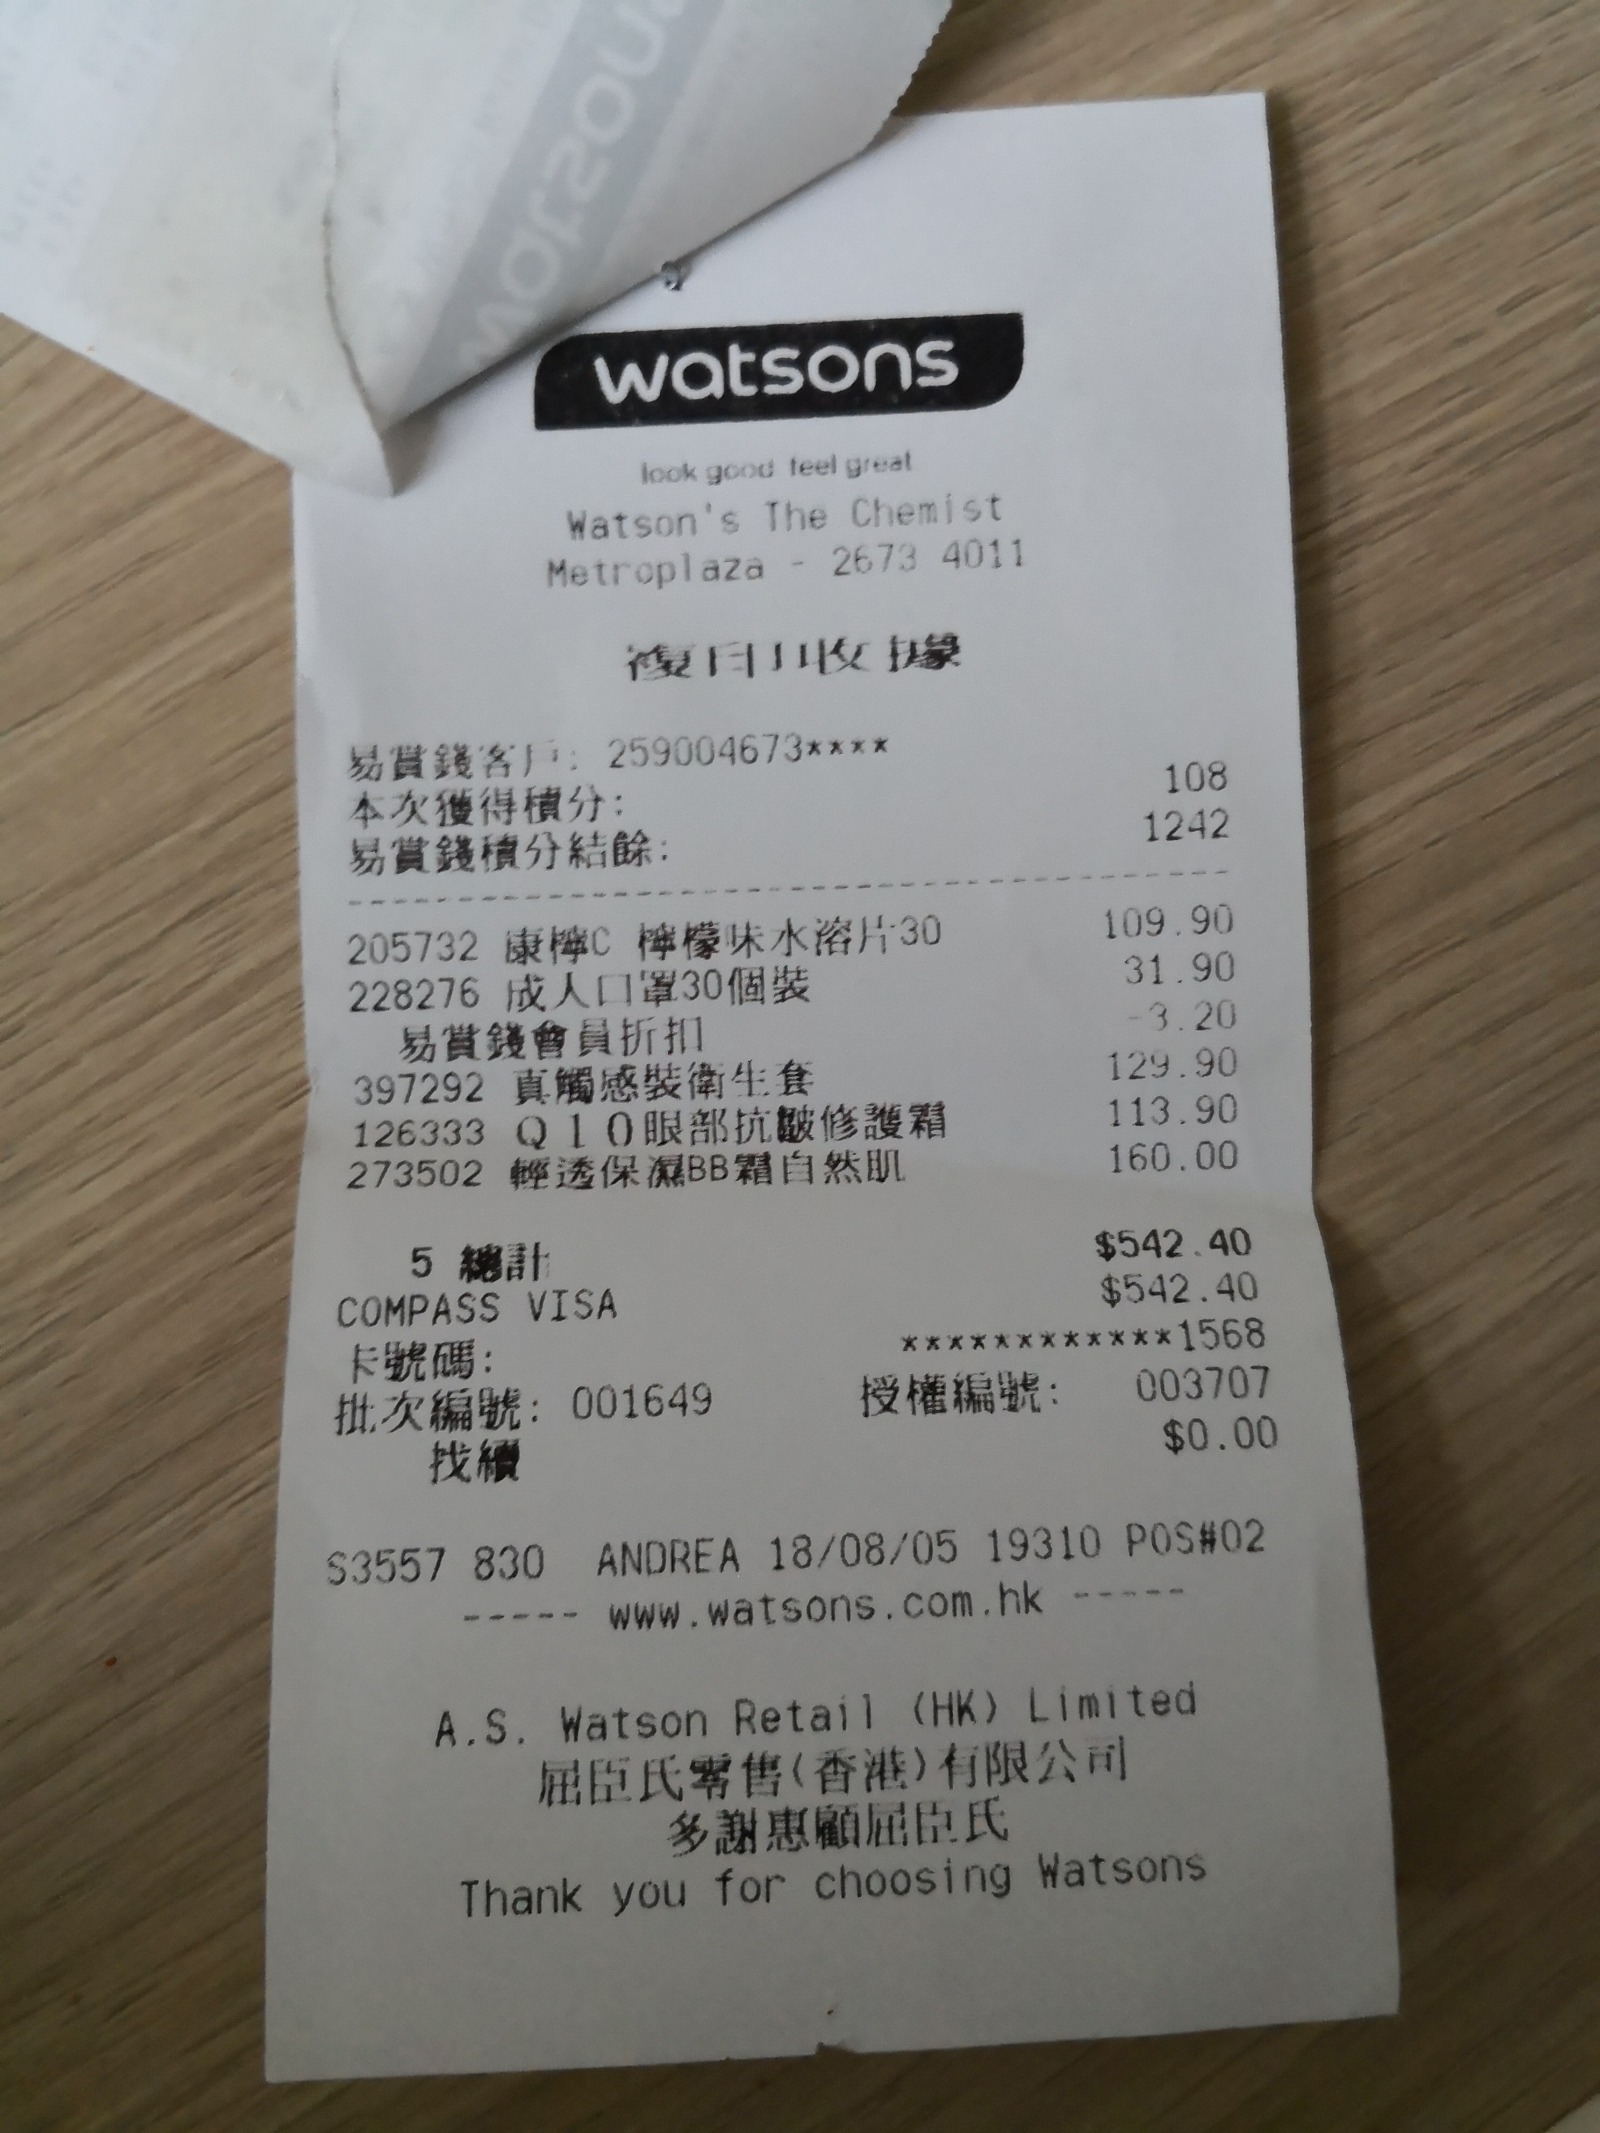 watsons
watsons
look good feel great
Watson's The Chemist
Metroplaza - 2673 4011
複印收據
易賞錢客戶: 259004673****
本次獲得積分: 108
易賞錢積分結餘: 1242
205732 康檸C 檸檬味水溶片30 109.90
228276 成人口罩30個裝 31.90
易賞錢會員折扣 -3.20
397292 真觸感裝衛生套 129.90
126333 Q10眼部抗皺修護霜 113.90
273502 輕透保濕BB霜自然肌 160.00
5 總計 $542.40
COMPASS VISA $542.40
卡號碼: ************1568
批次編號: 001649 授權編號: 003707
找續 $0.00
S3557 830 ANDREA 18/08/05 19310 POS#02
----- www.watsons.com.hk -----
A.S. Watson Retail (HK) Limited
屈臣氏零售(香港)有限公司
多謝惠顧屈臣氏
Thank you for choosing Watsons